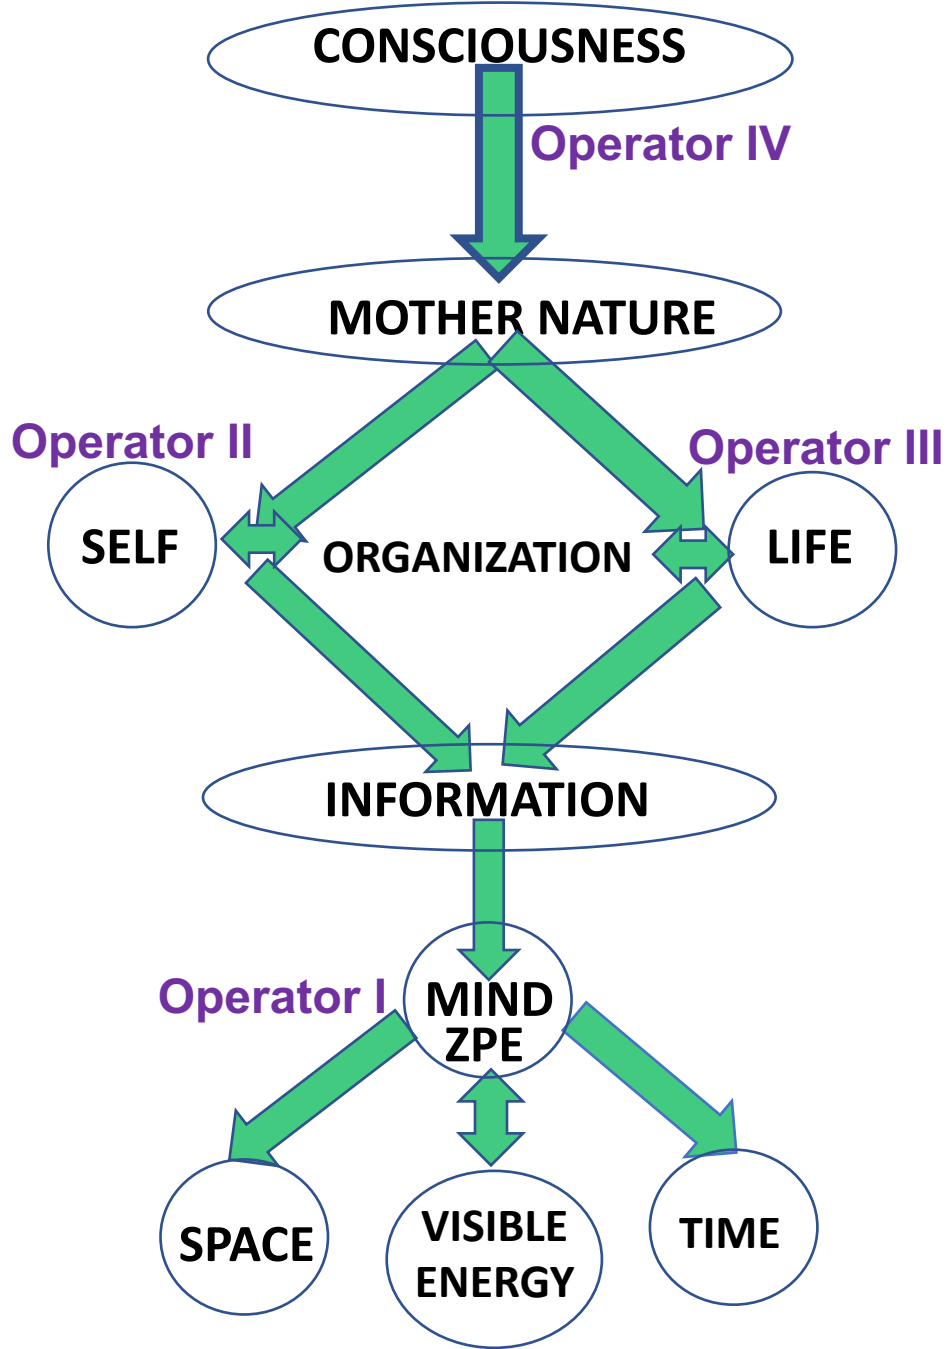 CONSCIOUSNESS
Operator IV
MOTHER NATURE
Operator II
Operator III
SELF
ORGANIZATION
LIFE
INFORMATION
Operator I
MIND
ZPE
SPACE
VISIBLE
ENERGY
TIME